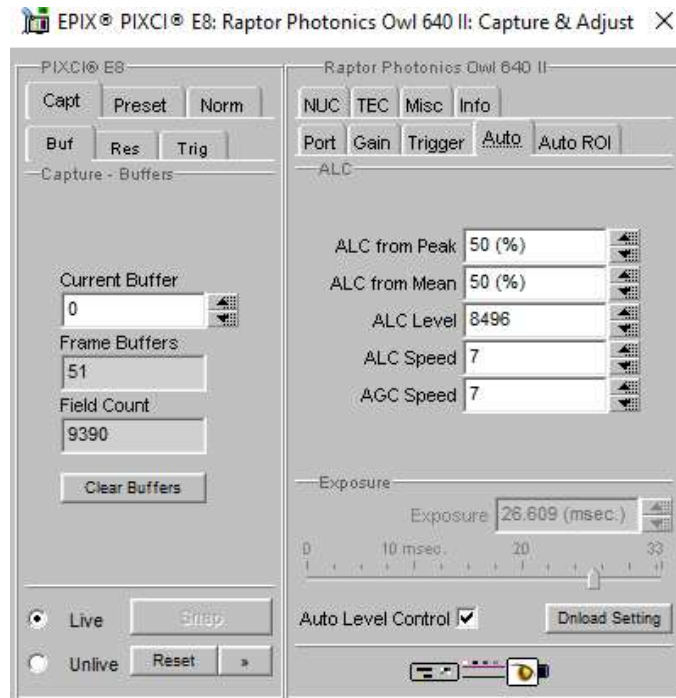 EPIX® PIXCI® E8: Raptor Photonics Owl 640 II: Capture & Adjust
PIXCI® E8
Capt Preset Norm
Buf Res Trig
Capture - Buffers
Current Buffer
0
Frame Buffers
51
Field Count
9390
Clear Buffers
Live Snap
Unlive Reset »
Raptor Photonics Owl 640 II
NUC TEC Misc Info
Port Gain Trigger Auto Auto ROI
ALC
ALC from Peak 50 (%)
ALC from Mean 50 (%)
ALC Level 8496
ALC Speed 7
AGC Speed 7
Exposure
Exposure 26.609 (msec.)
0 10 msec. 20 33
Auto Level Control Dnload Setting